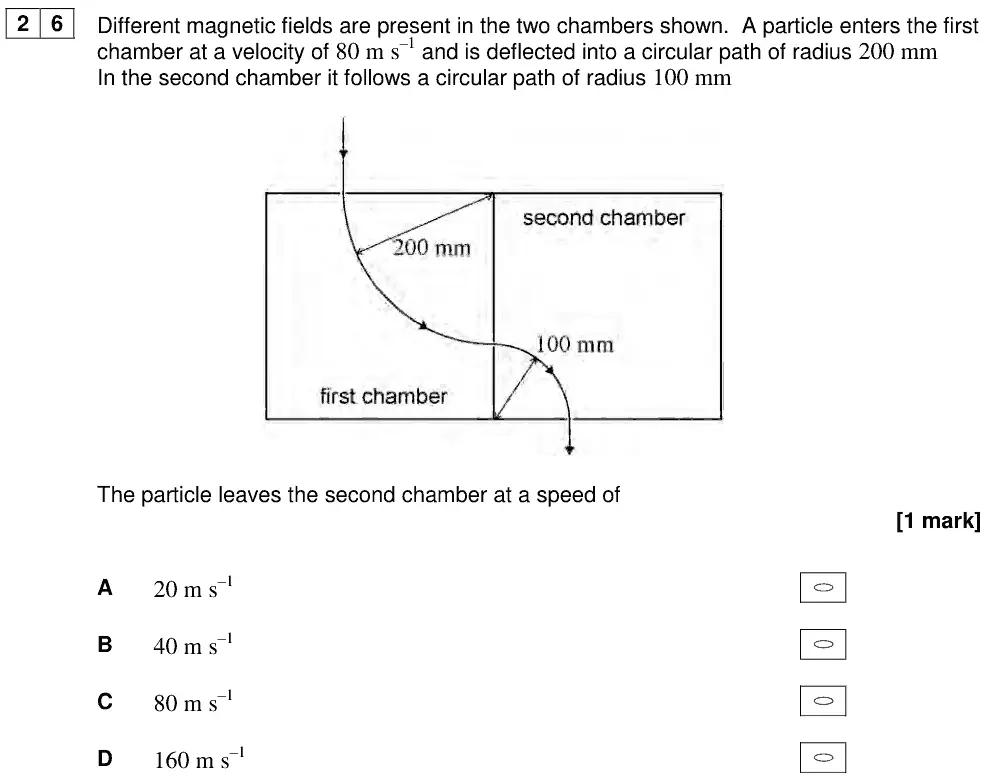 2 6 Different magnetic fields are present in the two chambers shown. A particle enters the first
chamber at a velocity of 80 m s⁻¹ and is deflected into a circular path of radius 200 mm
In the second chamber it follows a circular path of radius 100 mm
second chamber
200 mm
100 mm
first chamber
The particle leaves the second chamber at a speed of
[1 mark]
A 20 m s⁻¹
B 40 m s⁻¹
C 80 m s⁻¹
D 160 m s⁻¹